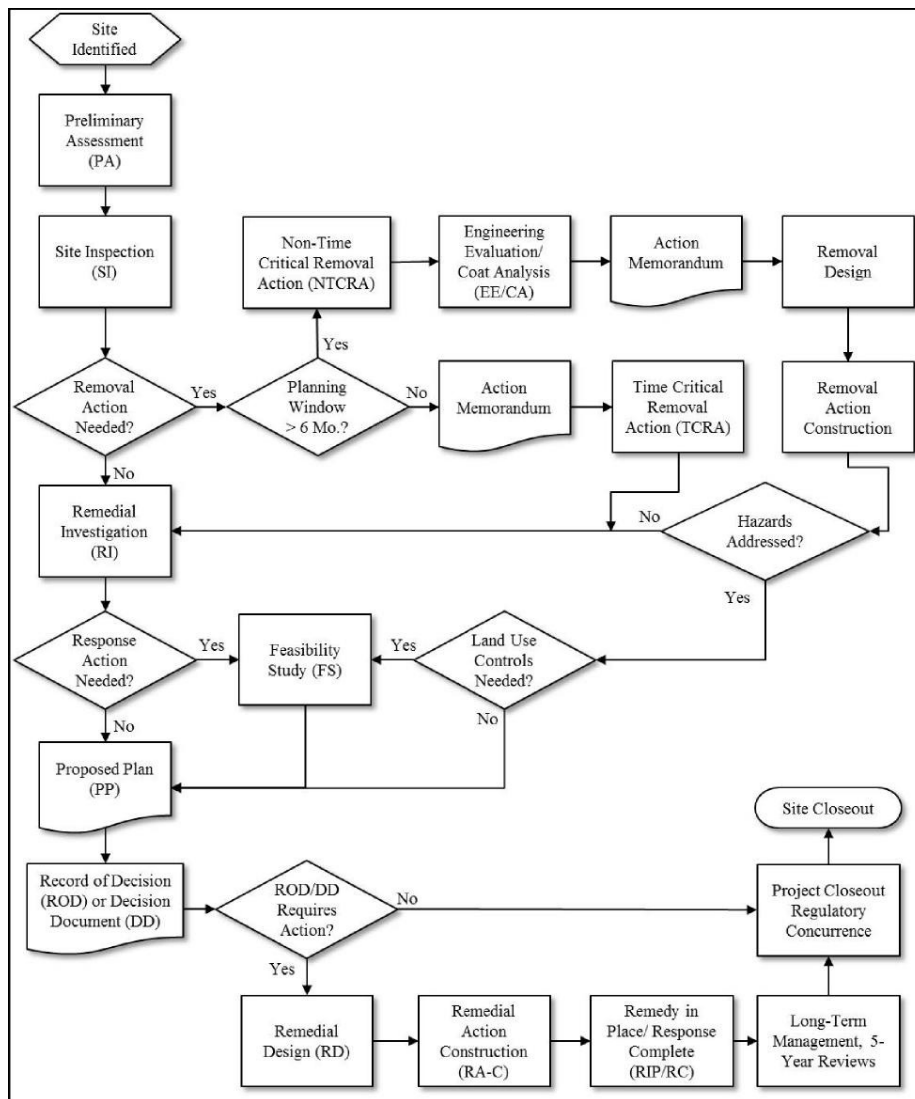 Site
Identified
Preliminary
Assessment
(PA)
Site Inspection
(SI)
Non-Time
Critical Removal
Action (NTCRA)
Engineering
Evaluation/
Coat Analysis
(EE/CA)
Action
Memorandum
Removal
Design
Yes
Removal
Action
Needed?
Yes
Planning
Window
> 6 Mo.?
No
Action
Memorandum
Time Critical
Removal
Action (TCRA)
Removal
Action
Construction
No
Remedial
Investigation
(RI)
No
Hazards
Addressed?
Yes
Response
Action
Needed?
Yes
Feasibility
Study (FS)
Yes
Land Use
Controls
Needed?
No
No
Proposed Plan
(PP)
Site Closeout
Record of Decision
(ROD) or Decision
Document (DD)
ROD/DD
Requires
Action?
No
Project Closeout
Regulatory
Concurrence
Yes
Remedial
Design (RD)
Remedial
Action
Construction
(RA-C)
Remedy in
Place/ Response
Complete
(RIP/RC)
Long-Term
Management, 5-
Year Reviews